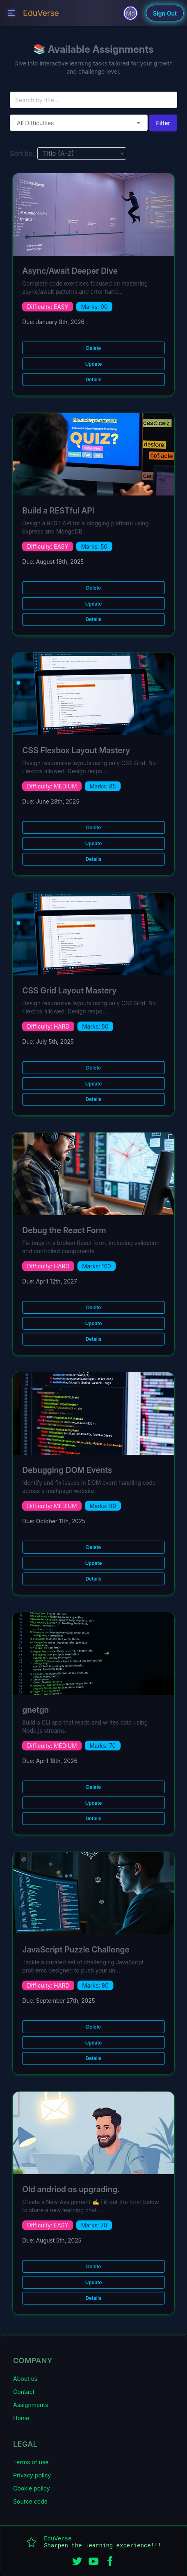 EduVerse
Md
Sign Out
📚 Available Assignments
Dive into interactive learning tasks tailored for your growth
and challenge level.
Search by title...
All Difficulties
Filter
Sort by:
Title (A-Z)
Async/Await Deeper Dive
Complete code exercises focused on mastering
async/await patterns and error handl...
Difficulty: EASY
Marks: 90
Due: January 8th, 2026
Delete
Update
Details
QUIZ?
Build a RESTful API
Design a REST API for a blogging platform using
Express and MongoDB.
Difficulty: EASY
Marks: 50
Due: August 18th, 2025
Delete
Update
Details
CSS Flexbox Layout Mastery
Design responsive layouts using only CSS Grid. No
Flexbox allowed. Design respo...
Difficulty: MEDIUM
Marks: 85
Due: June 28th, 2025
Delete
Update
Details
CSS Grid Layout Mastery
Design responsive layouts using only CSS Grid. No
Flexbox allowed. Design respo...
Difficulty: HARD
Marks: 50
Due: July 5th, 2025
Delete
Update
Details
Debug the React Form
Fix bugs in a broken React form, including validation
and controlled components.
Difficulty: HARD
Marks: 100
Due: April 12th, 2027
Delete
Update
Details
Debugging DOM Events
Identify and fix issues in DOM event handling code
across a multipage website.
Difficulty: MEDIUM
Marks: 60
Due: October 11th, 2025
Delete
Update
Details
gnetgn
Build a CLI app that reads and writes data using
Node.js streams.
Difficulty: MEDIUM
Marks: 70
Due: April 18th, 2026
Delete
Update
Details
JavaScript Puzzle Challenge
Tackle a curated set of challenging JavaScript
problems designed to push your un...
Difficulty: HARD
Marks: 80
Due: September 27th, 2025
Delete
Update
Details
Old andriod os upgrading.
Create a New Assignment ✍️ Fill out the form below
to share a new learning chal...
Difficulty: EASY
Marks: 70
Due: August 5th, 2025
Delete
Update
Details
COMPANY
About us
Contact
Assignments
Home
LEGAL
Terms of use
Privacy policy
Cookie policy
Source code
EduVerse
Sharpen the learning experience!!!